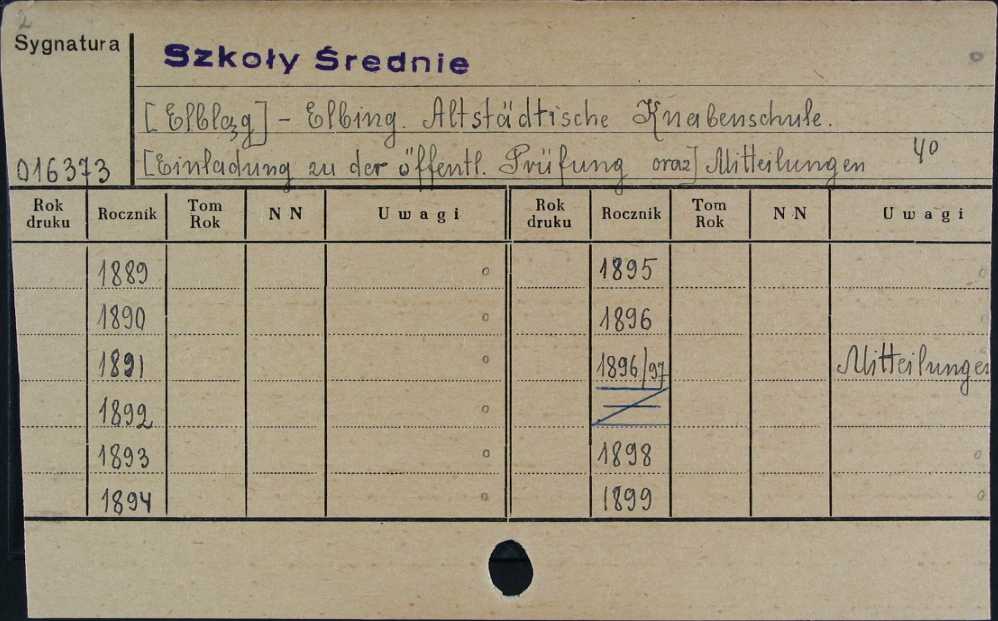 2
Sygnatura
Szkoły Średnie
[Elbląg] - Elbing. Altstädtische Knabenschule.
016373 [Einladung zu der öffentl. Prüfung oraz] Mitteilungen 40
Rok druku Rocznik Tom Rok NN Uwagi Rok druku Rocznik Tom Rok NN Uwagi
1889 o 1895 o
1890 o 1896 o
1891 o 1896/97 Mitteilungen
1892 o
1893 o 1898 o
1894 o 1899 o